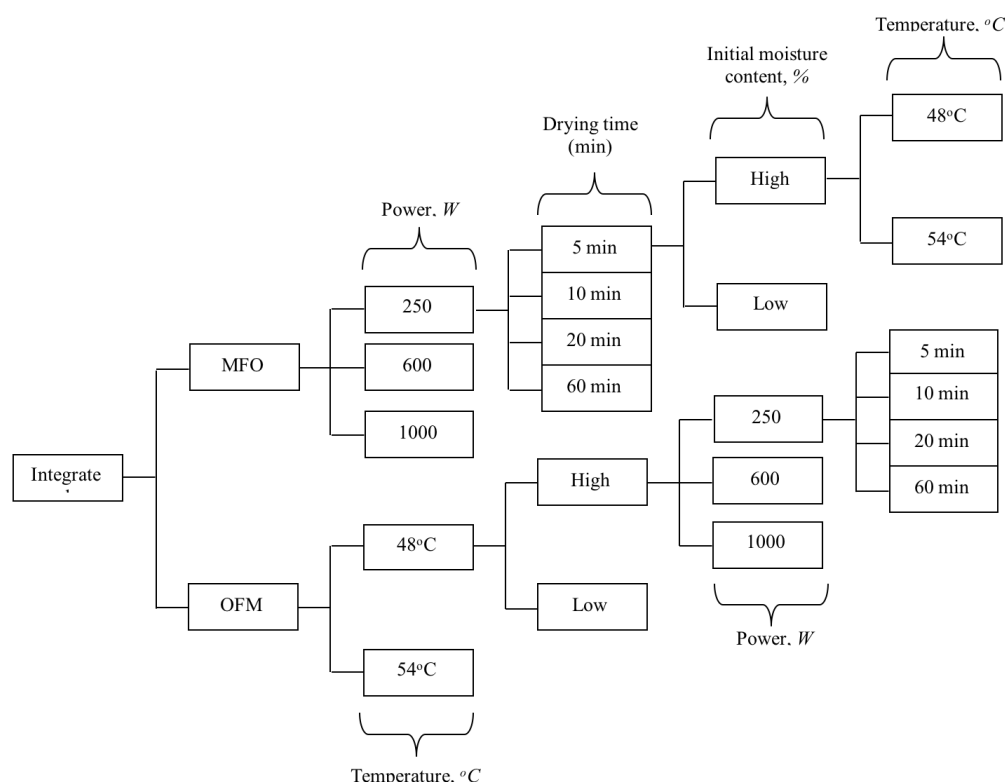 Temperature, °C
Initial moisture
content, %
48°C
Drying time
(min)
High
Power, W
54°C
5 min
250
10 min
Low
20 min
5 min
MFO
600
60 min
10 min
250
1000
20 min
Integrate
High
600
60 min
48°C
1000
OFM
Low
Power, W
54°C
Temperature, °C